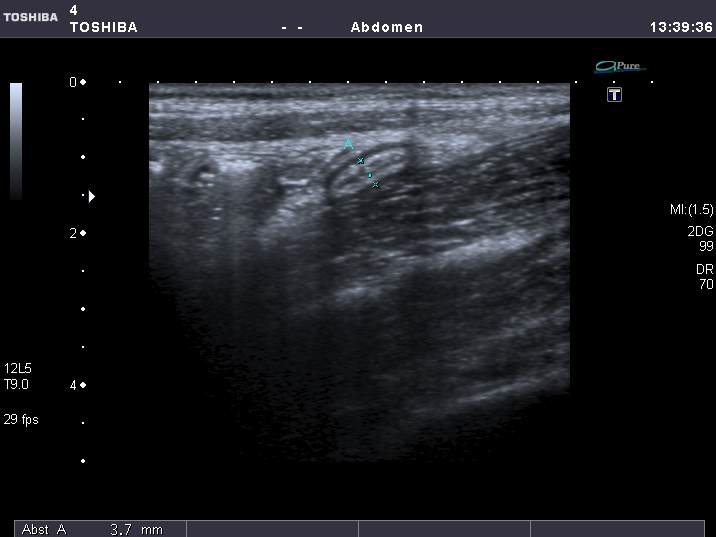 TOSHIBA
4
TOSHIBA - - Abdomen 13:39:36
aPure
T
0
A
2
4
MI:(1.5)
2DG
99
DR
70
12L5
T9.0
29 fps
Abst A 3.7 mm